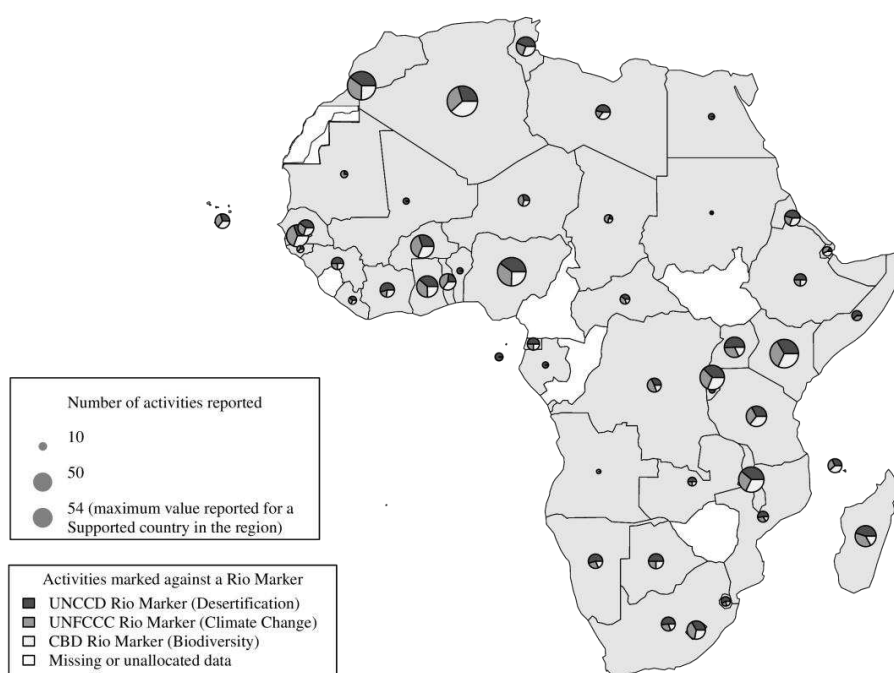 Number of activities reported
10
50
54 (maximum value reported for a
Supported country in the region)
Activities marked against a Rio Marker
UNCCD Rio Marker (Desertification)
UNFCCC Rio Marker (Climate Change)
CBD Rio Marker (Biodiversity)
Missing or unallocated data